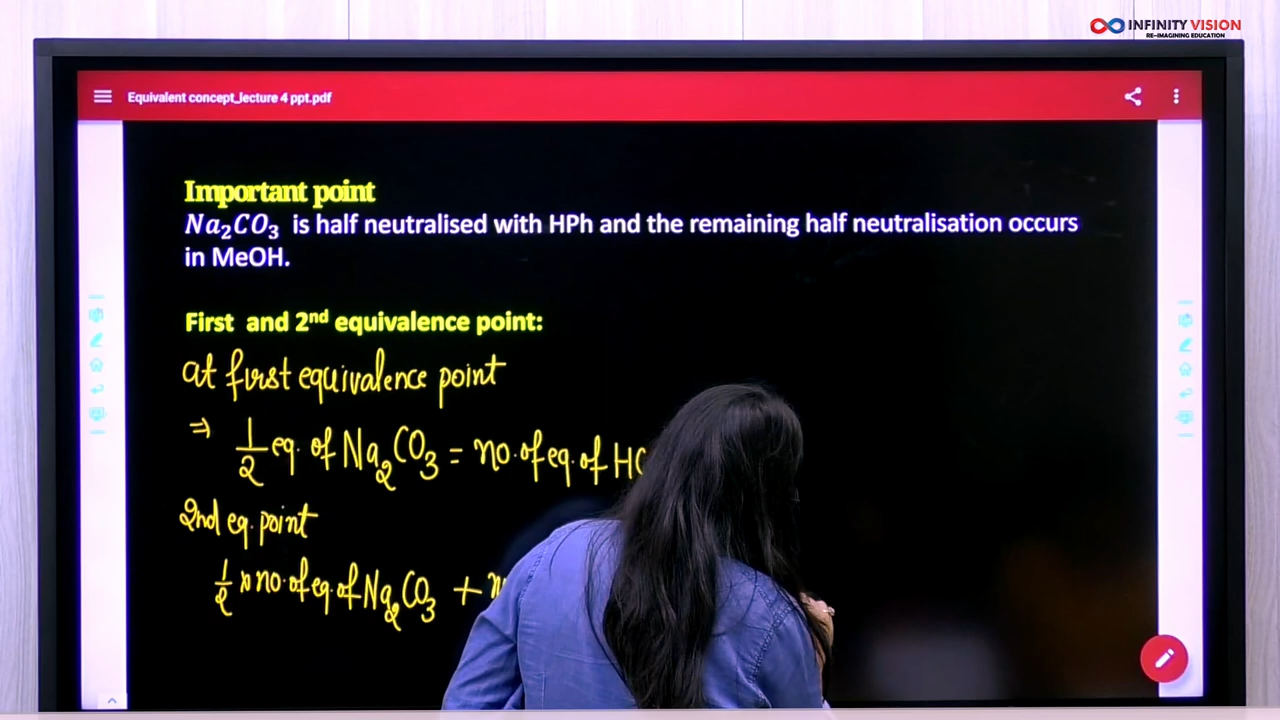 INFINITY VISION
RE-IMAGINING EDUCATION
Equivalent concept_lecture 4 ppt.pdf
Important point
Na₂CO₃ is half neutralised with HPh and the remaining half neutralisation occurs
in MeOH.
First and 2nd equivalence point:
at first equivalence point
⇒ 1/2 eq. of Na₂CO₃ = no. of eq. of HC
2nd eq. point
1/2 x no. of eq. of Na₂CO₃ +